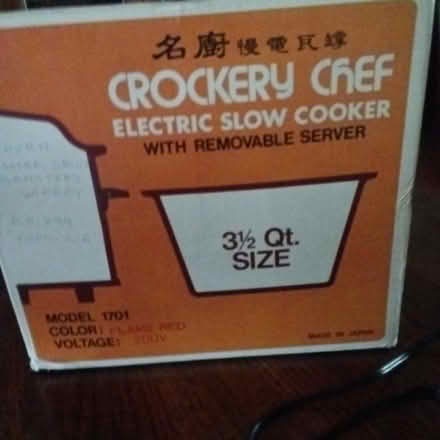 名廚慢電瓦罉
CROCKERY CHEF
ELECTRIC SLOW COOKER
WITH REMOVABLE SERVER
3½ Qt.
SIZE
MODEL 1701
COLOR: FLAME RED
VOLTAGE: 200V
MADE IN JAPAN